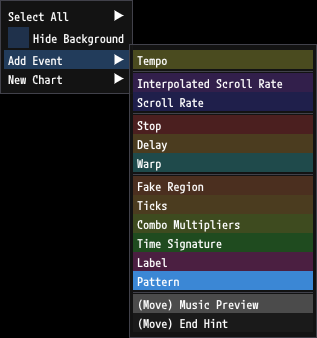 Select All
Hide Background
Add Event
New Chart
Tempo
Interpolated Scroll Rate
Scroll Rate
Stop
Delay
Warp
Fake Region
Ticks
Combo Multipliers
Time Signature
Label
Pattern
(Move) Music Preview
(Move) End Hint